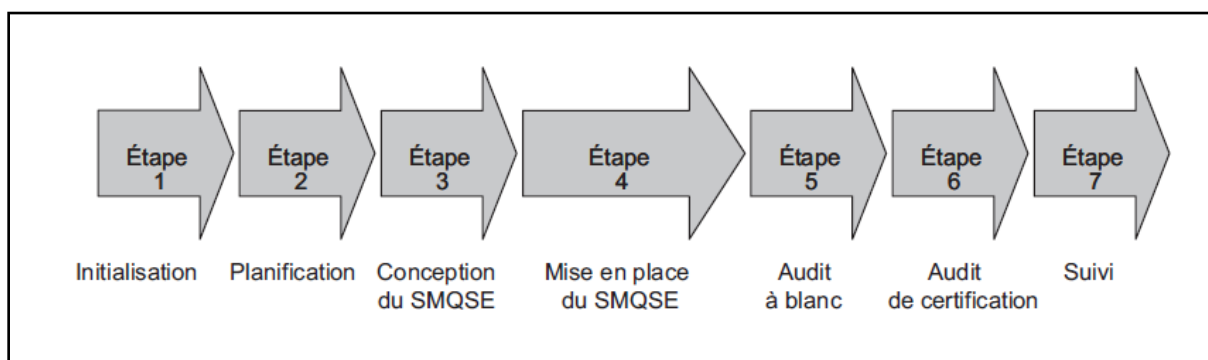 Étape
1
Étape
2
Étape
3
Étape
4
Étape
5
Étape
6
Étape
7
Initialisation
Planification
Conception
du SMQSE
Mise en place
du SMQSE
Audit
à blanc
Audit
de certification
Suivi